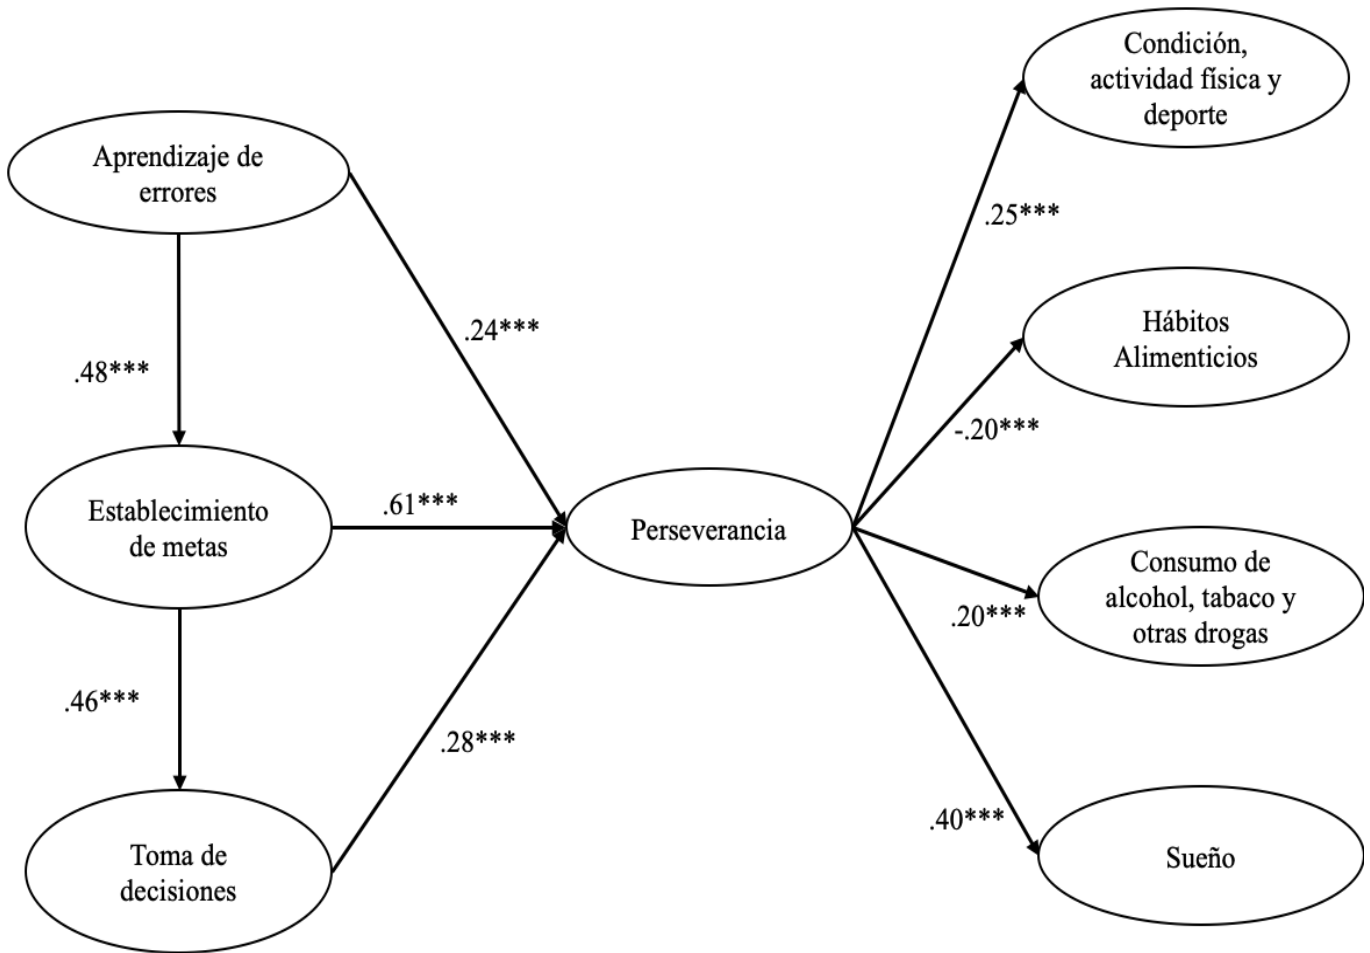 Condición,
actividad física y
deporte
Aprendizaje de
errores
.25***
Hábitos
Alimenticios
.24***
.48***
-.20***
Establecimiento
de metas
.61***
Perseverancia
Consumo de
alcohol, tabaco y
otras drogas
.20***
.46***
.28***
.40***
Toma de
decisiones
Sueño